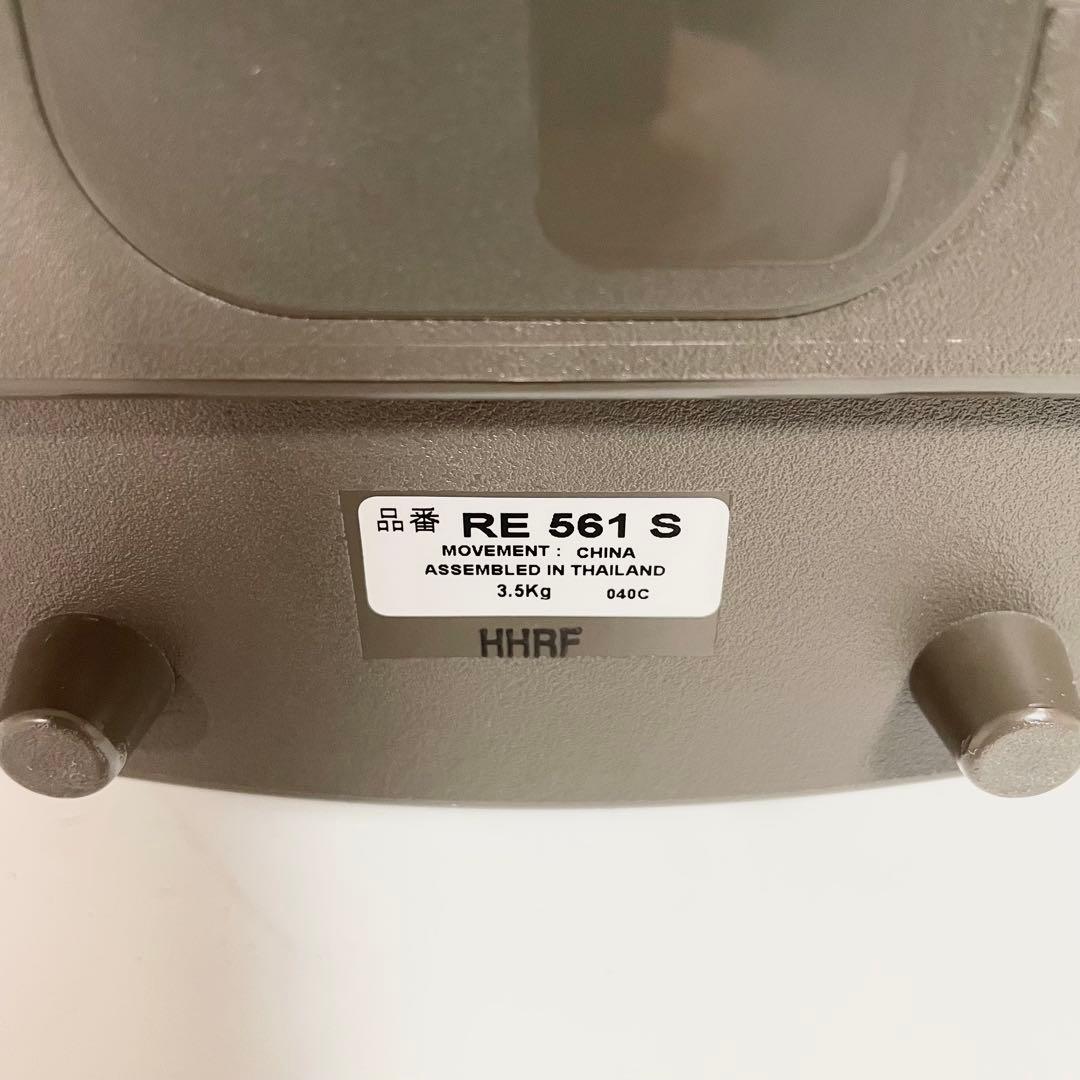 品番 RE 561 S
MOVEMENT : CHINA
ASSEMBLED IN THAILAND
3.5Kg 040C
HHRF